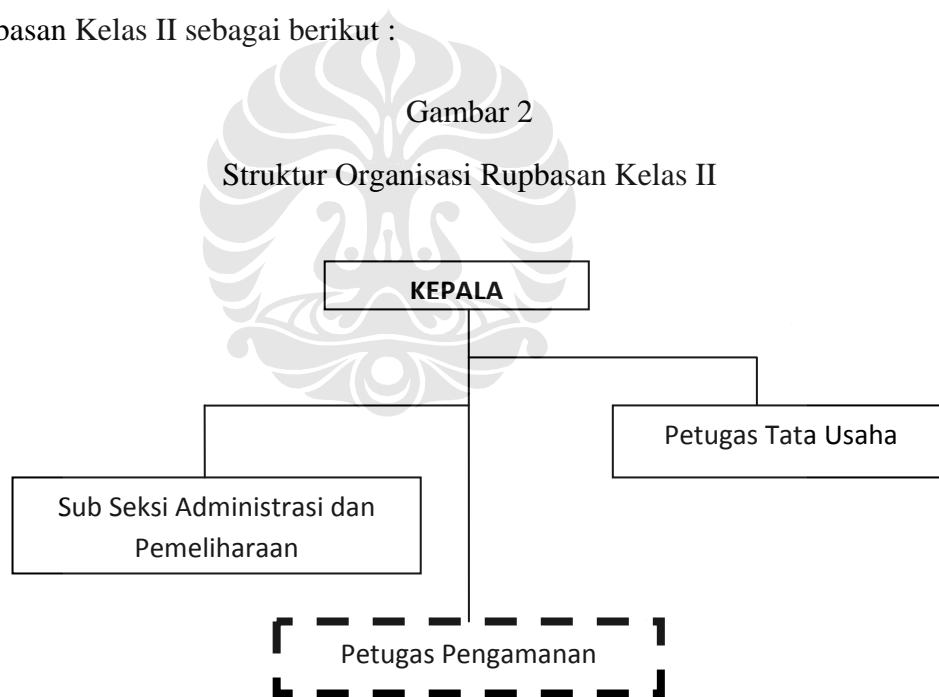 basan Kelas II sebagai berikut :
Gambar 2
Struktur Organisasi Rupbasan Kelas II
KEPALA
Petugas Tata Usaha
Sub Seksi Administrasi dan
Pemeliharaan
Petugas Pengamanan